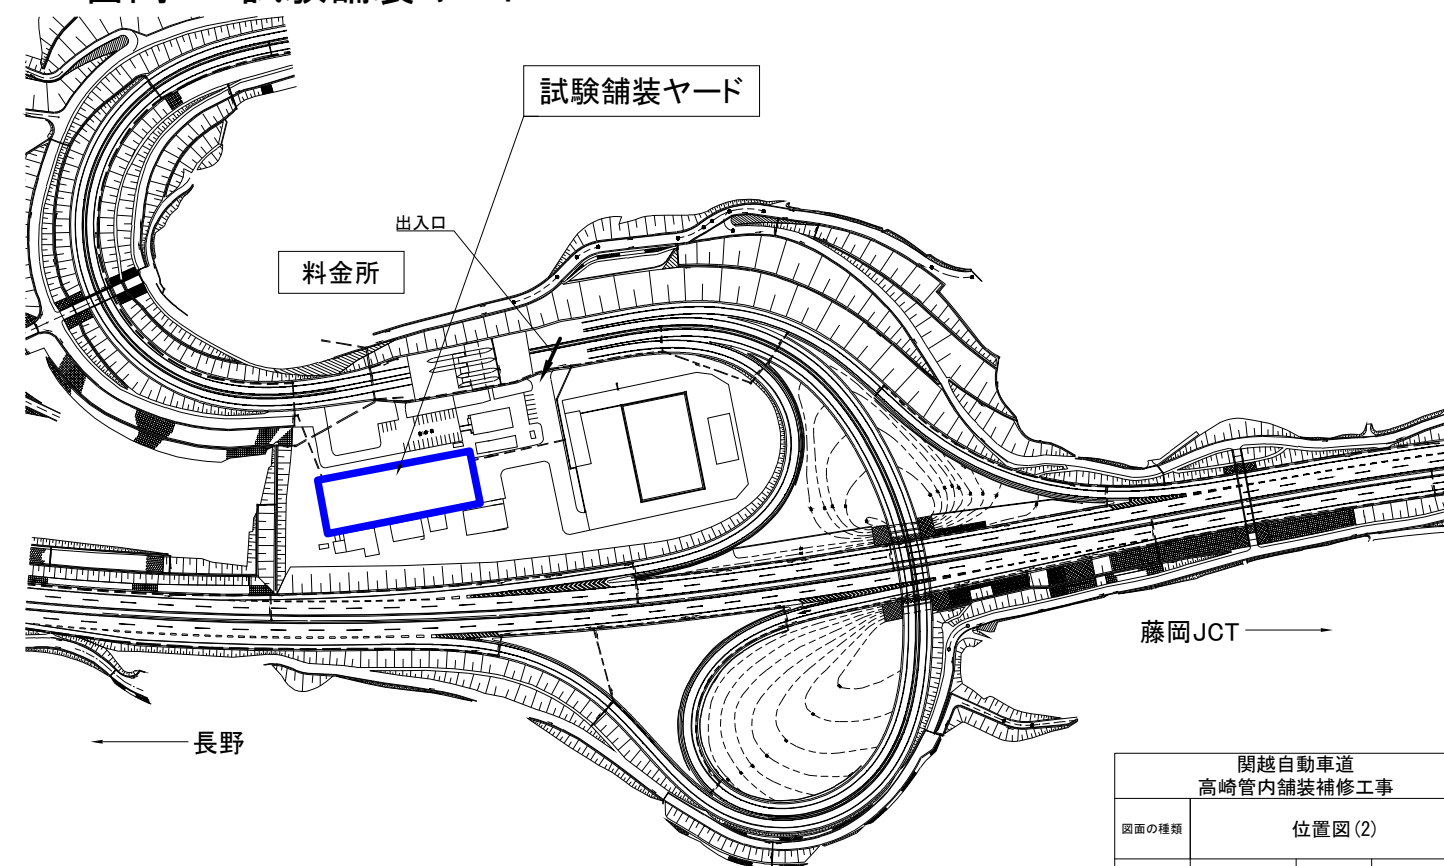 試験舗装ヤード
出入口
料金所
藤岡JCT
長野
関越自動車道
高崎管内舗装補修工事
図面の種類
位置図(2)